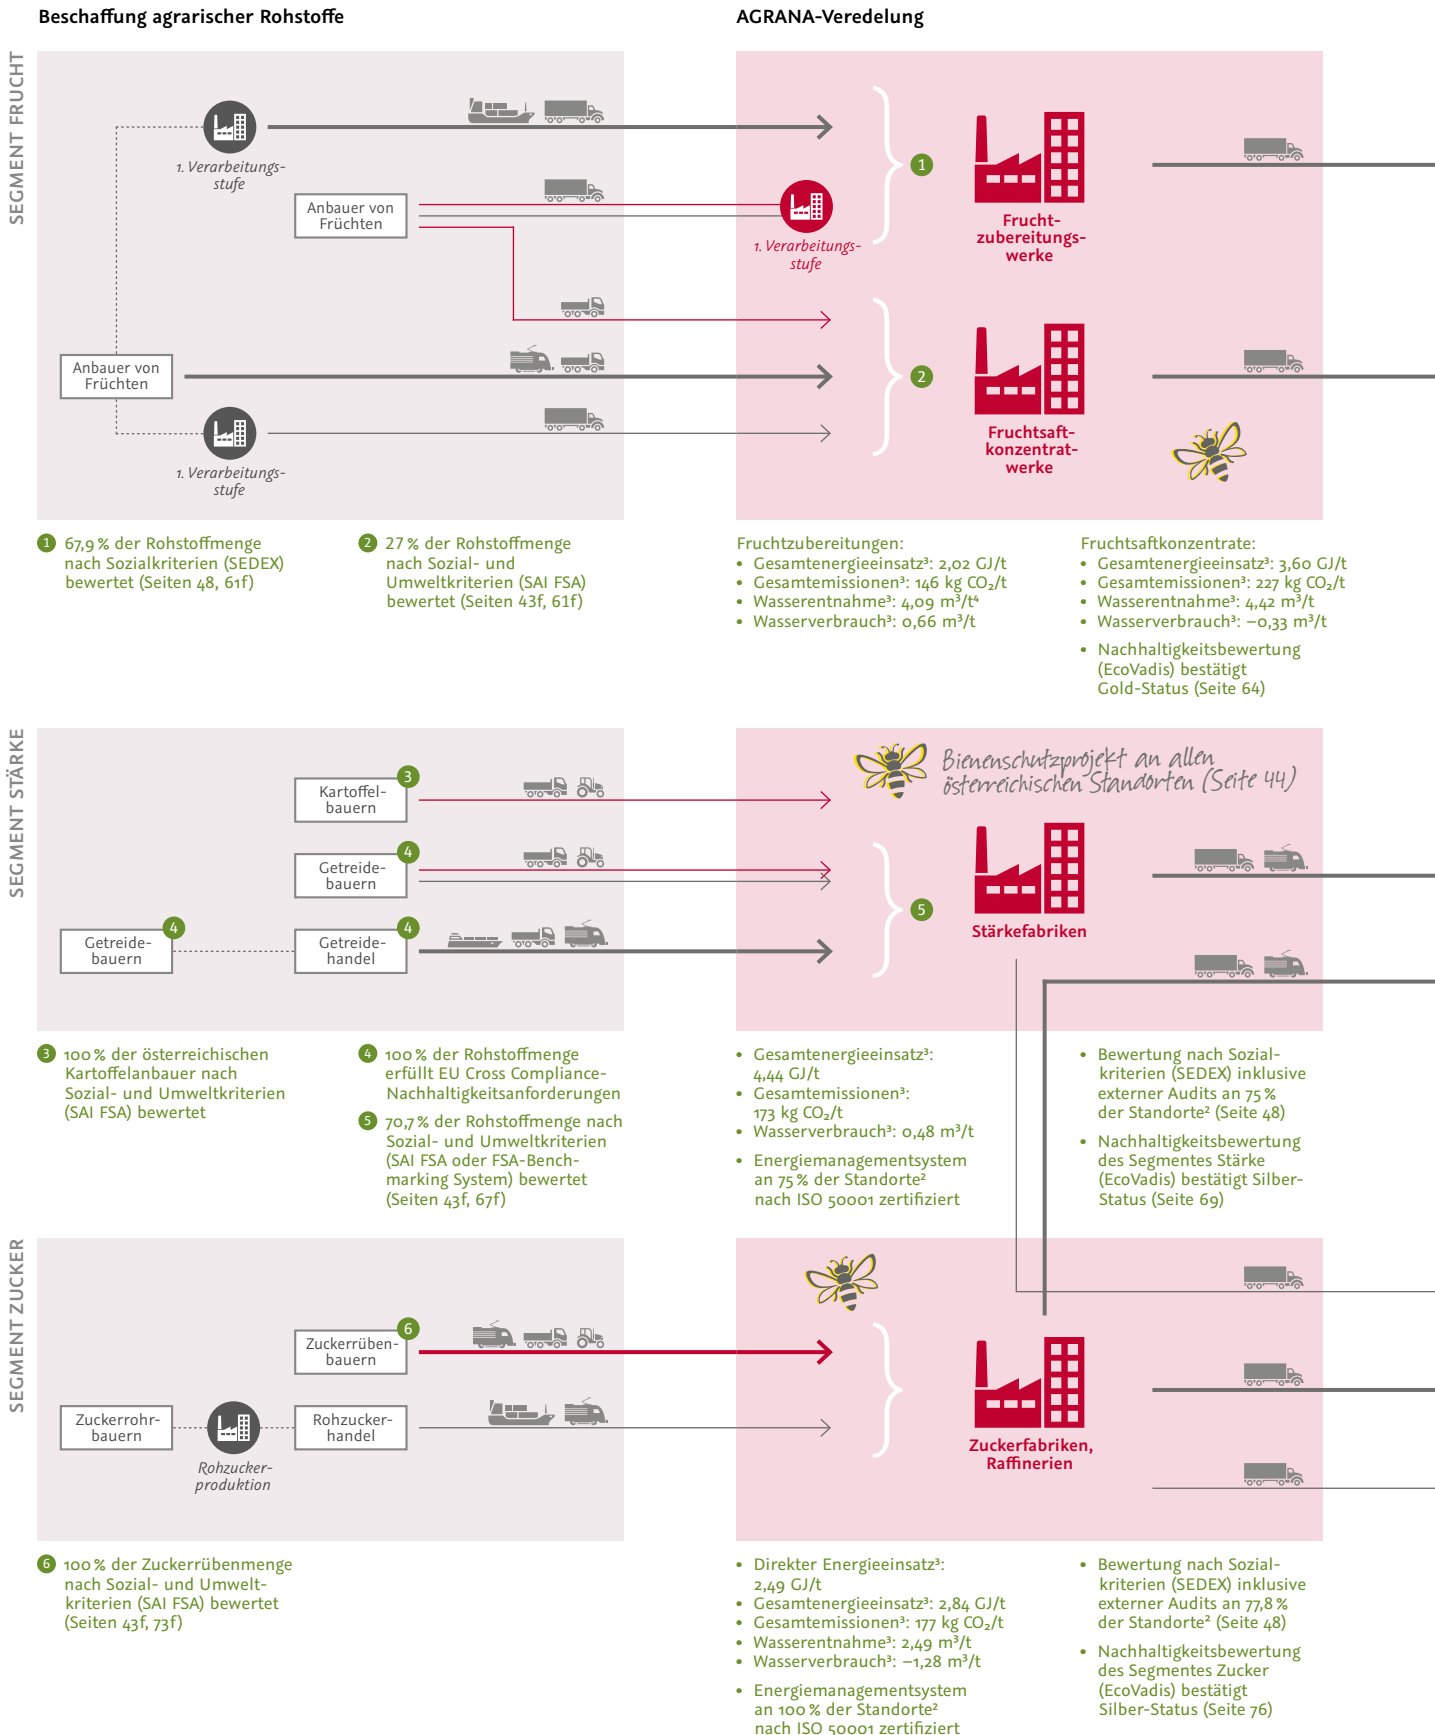 Beschaffung agrarischer Rohstoffe
AGRANA-Veredelung
SEGMENT FRUCHT
1. Verarbeitungs-
stufe
Anbauer von
Früchten
1. Verarbeitungs-
stufe
1
Frucht-
zubereitungs-
werke
Anbauer von
Früchten
2
1. Verarbeitungs-
stufe
Fruchtsaft-
konzentrat-
werke
1 67,9 % der Rohstoffmenge
nach Sozialkriterien (SEDEX)
bewertet (Seiten 48, 61f)
2 27 % der Rohstoffmenge
nach Sozial- und
Umweltkriterien (SAI FSA)
bewertet (Seiten 43f, 61f)
Fruchtzubereitungen:
• Gesamtenergieeinsatz³: 2,02 GJ/t
• Gesamtemissionen³: 146 kg CO₂/t
• Wasserentnahme³: 4,09 m³/t⁴
• Wasserverbrauch³: 0,66 m³/t
Fruchtsaftkonzentrate:
• Gesamtenergieeinsatz³: 3,60 GJ/t
• Gesamtemissionen³: 227 kg CO₂/t
• Wasserentnahme³: 4,42 m³/t
• Wasserverbrauch³: –0,33 m³/t
• Nachhaltigkeitsbewertung
(EcoVadis) bestätigt
Gold-Status (Seite 64)
SEGMENT STÄRKE
Kartoffel-
bauern
3
Getreide-
bauern
4
Getreide-
bauern
4
Getreide-
handel
4
Bienenschutzprojekt an allen
österreichischen Standorten (Seite 44)
5
Stärkefabriken
3 100 % der österreichischen
Kartoffelanbauer nach
Sozial- und Umweltkriterien
(SAI FSA) bewertet
4 100 % der Rohstoffmenge
erfüllt EU Cross Compliance-
Nachhaltigkeitsanforderungen
5 70,7 % der Rohstoffmenge nach
Sozial- und Umweltkriterien
(SAI FSA oder FSA-Bench-
marking System) bewertet
(Seiten 43f, 67f)
• Gesamtenergieeinsatz³:
4,44 GJ/t
• Gesamtemissionen³:
173 kg CO₂/t
• Wasserverbrauch³: 0,48 m³/t
• Energiemanagementsystem
an 75 % der Standorte²
nach ISO 50001 zertifiziert
• Bewertung nach Sozial-
kriterien (SEDEX) inklusive
externer Audits an 75 %
der Standorte² (Seite 48)
• Nachhaltigkeitsbewertung
des Segmentes Stärke
(EcoVadis) bestätigt Silber-
Status (Seite 69)
SEGMENT ZUCKER
Zuckerrüben-
bauern
6
Zuckerrohr-
bauern
Rohzucker-
produktion
Rohzucker-
handel
Zuckerfabriken,
Raffinerien
6 100 % der Zuckerrübenmenge
nach Sozial- und Umwelt-
kriterien (SAI FSA) bewertet
(Seiten 43f, 73f)
• Direkter Energieeinsatz³:
2,49 GJ/t
• Gesamtenergieeinsatz³: 2,84 GJ/t
• Gesamtemissionen³: 177 kg CO₂/t
• Wasserentnahme³: 2,49 m³/t
• Wasserverbrauch³: –1,28 m³/t
• Energiemanagementsystem
an 100 % der Standorte²
nach ISO 50001 zertifiziert
• Bewertung nach Sozial-
kriterien (SEDEX) inklusive
externer Audits an 77,8 %
der Standorte² (Seite 48)
• Nachhaltigkeitsbewertung
des Segmentes Zucker
(EcoVadis) bestätigt
Silber-Status (Seite 76)